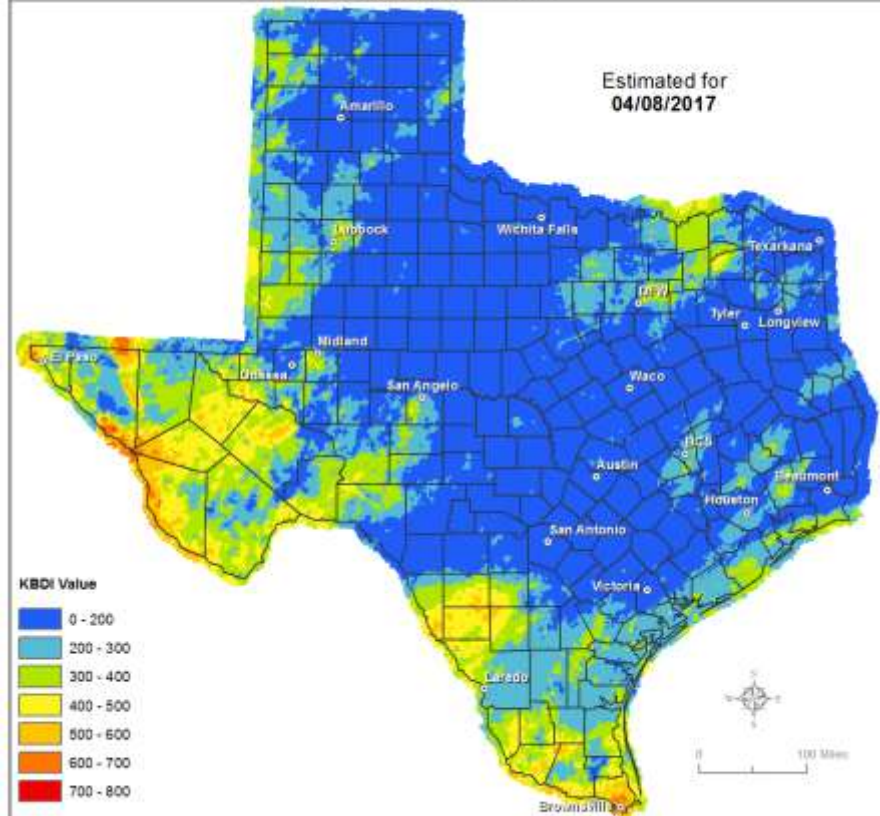 Estimated for
04/08/2017
Amarillo
Lubbock
Wichita Falls
Texarkana
DFW
Tyler
Longview
El Paso
Midland
Odessa
San Angelo
Waco
BCS
Austin
Beaumont
Houston
San Antonio
Victoria
Laredo
Brownsville
KBDI Value
0 - 200
200 - 300
300 - 400
400 - 500
500 - 600
600 - 700
700 - 800
0 100 Miles